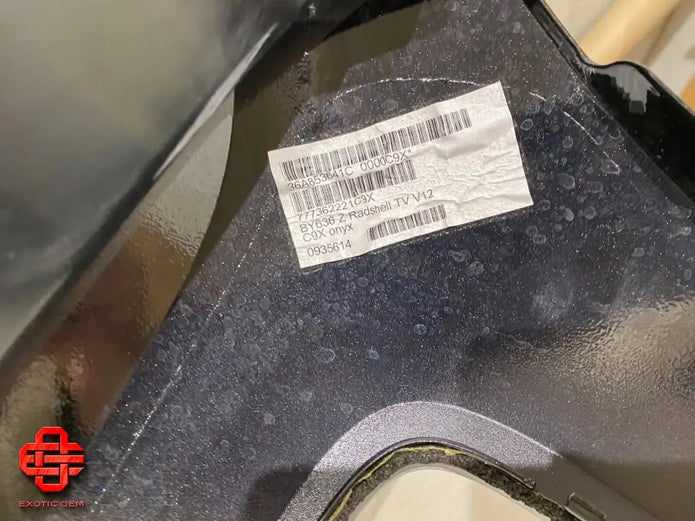 36A853641C 0000C9X*
777362221C9X
BY636 Z Radshell TV V12
C9X onyx
0935614
EXOTIC OEM